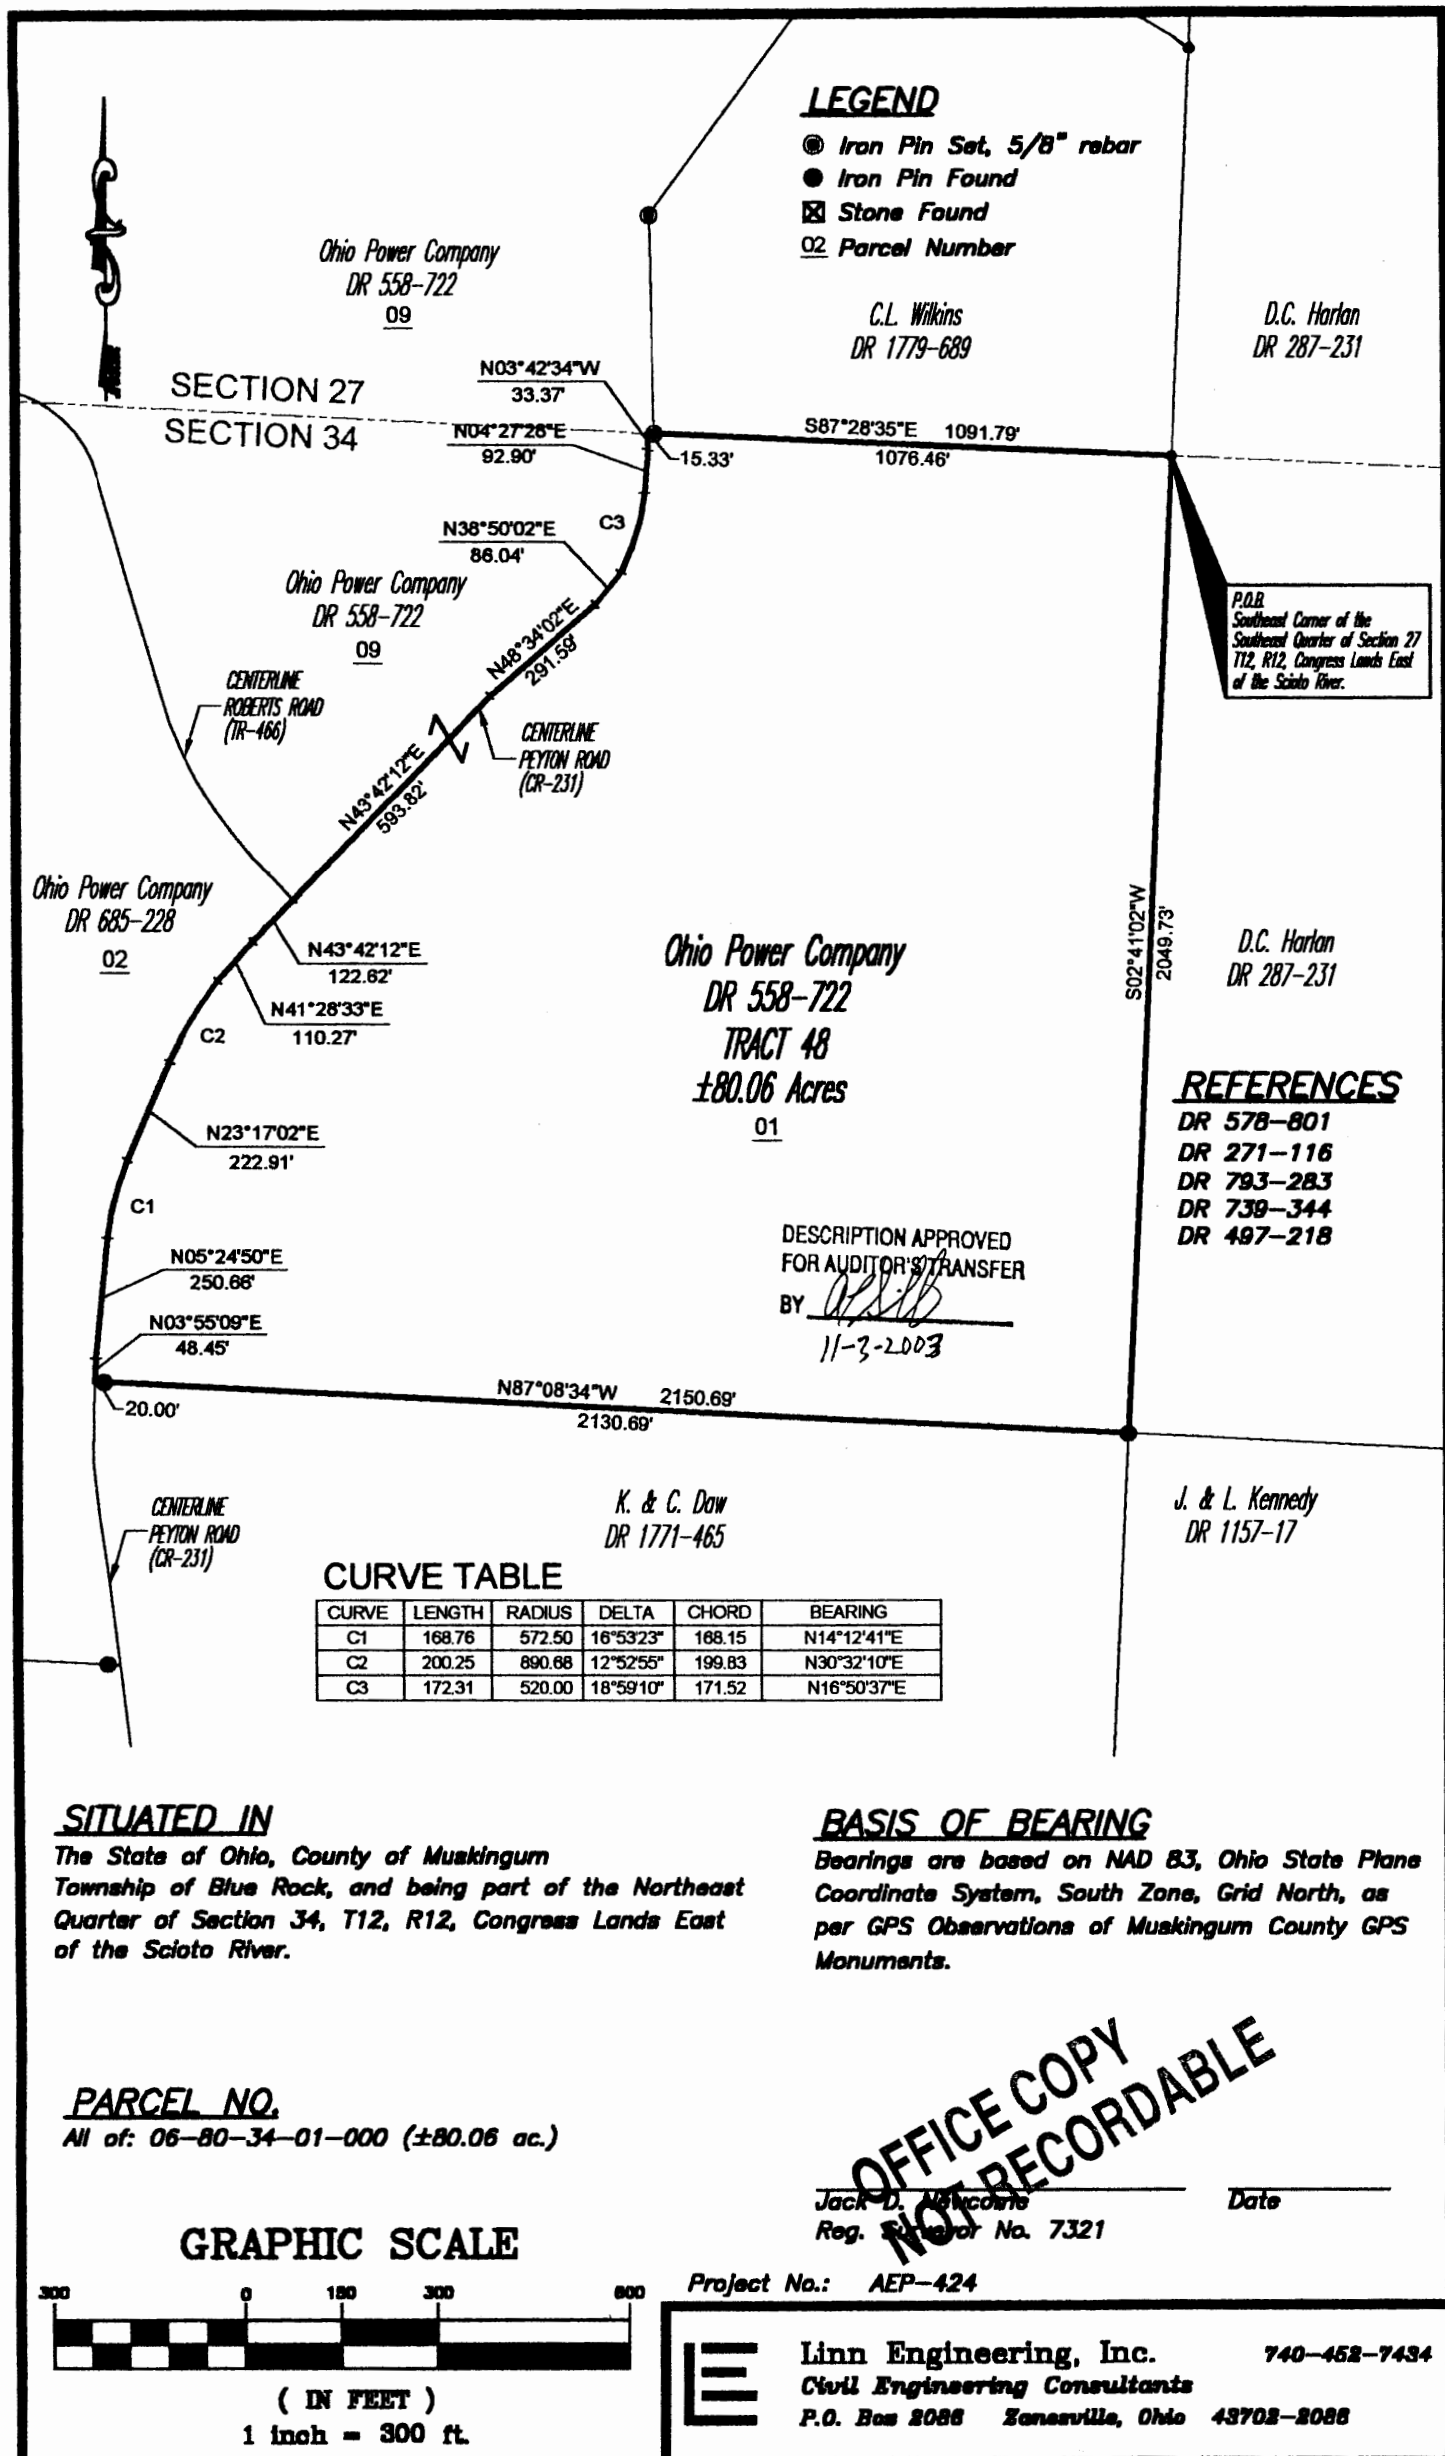 LEGEND
Iron Pin Set, 5/8" rebar
Iron Pin Found
Stone Found
02 Parcel Number
Ohio Power Company
DR 558-722
09
C.L. Wilkins
DR 1779-689
D.C. Harlan
DR 287-231
SECTION 27
SECTION 34
N03°42'34"W
33.37'
N04°27'28"E
92.90'
15.33'
S87°28'35"E 1091.79'
1076.46'
C3
N38°50'02"E
86.04'
Ohio Power Company
DR 558-722
09
N48°34'02"E
291.59'
P.O.B.
Southeast Corner of the
Southeast Quarter of Section 27
T12, R12, Congress Lands East
of the Scioto River.
CENTERLINE
ROBERTS ROAD
(TR-466)
CENTERLINE
PEYTON ROAD
(CR-231)
N43°42'12"E
593.82'
Ohio Power Company
DR 685-228
02
N43°42'12"E
122.62'
N41°28'33"E
110.27'
C2
Ohio Power Company
DR 558-722
TRACT 48
±80.06 Acres
01
S02°41'02"W
2049.73'
D.C. Harlan
DR 287-231
REFERENCES
DR 578-801
DR 271-116
DR 793-283
DR 739-344
DR 497-218
N23°17'02"E
222.91'
C1
N05°24'50"E
250.66'
N03°55'09"E
48.45'
DESCRIPTION APPROVED
FOR AUDITOR'S TRANSFER
BY
11-3-2003
20.00'
N87°08'34"W 2150.69'
2130.69'
CENTERLINE
PEYTON ROAD
(CR-231)
K. & C. Daw
DR 1771-465
J. & L. Kennedy
DR 1157-17
CURVE TABLE
CURVE LENGTH RADIUS DELTA CHORD BEARING
C1 168.76 572.50 16°53'23" 168.15 N14°12'41"E
C2 200.25 890.68 12°52'55" 199.83 N30°32'10"E
C3 172.31 520.00 18°59'10" 171.52 N16°50'37"E
SITUATED IN
The State of Ohio, County of Muskingum
Township of Blue Rock, and being part of the Northeast
Quarter of Section 34, T12, R12, Congress Lands East
of the Scioto River.
BASIS OF BEARING
Bearings are based on NAD 83, Ohio State Plane
Coordinate System, South Zone, Grid North, as
per GPS Observations of Muskingum County GPS
Monuments.
PARCEL NO.
All of: 06-80-34-01-000 (±80.06 ac.)
OFFICE COPY
NOT RECORDABLE
Jack D. Newcome
Date
Reg. Surveyor No. 7321
GRAPHIC SCALE
300 0 150 300 600
( IN FEET )
1 inch = 300 ft.
Project No.: AEP-424
Linn Engineering, Inc. 740-452-7434
Civil Engineering Consultants
P.O. Box 2086 Zanesville, Ohio 43702-2086